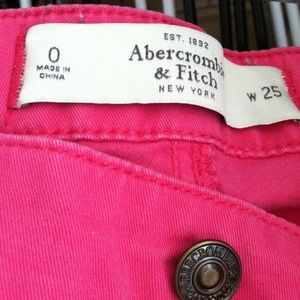 0
MADE IN
CHINA
EST. 1892
Abercrombie
& Fitch
NEW YORK
W 25